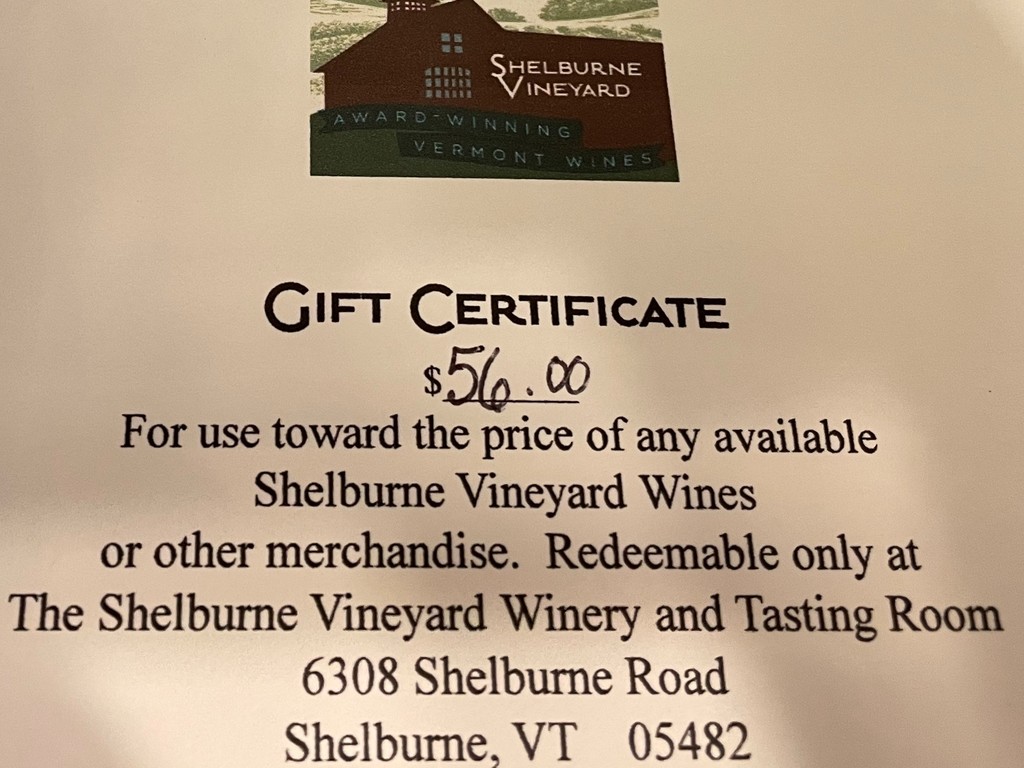 SHELBURNE
VINEYARD
AWARD-WINNING
VERMONT WINES
GIFT CERTIFICATE
$56.00
For use toward the price of any available
Shelburne Vineyard Wines
or other merchandise. Redeemable only at
The Shelburne Vineyard Winery and Tasting Room
6308 Shelburne Road
Shelburne, VT 05482